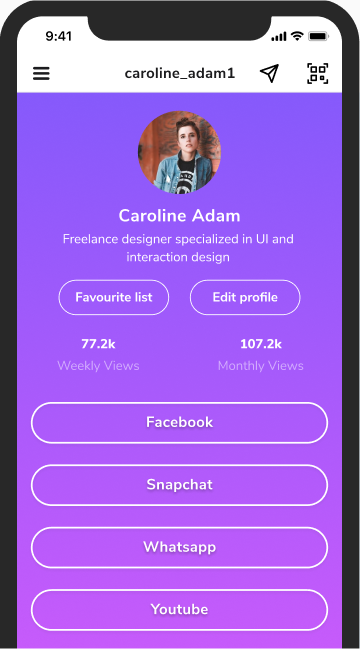 9:41
caroline_adam1
Caroline Adam
Freelance designer specialized in UI and
interaction design
Favourite list
Edit profile
77.2k
107.2k
Weekly Views
Monthly Views
Facebook
Snapchat
Whatsapp
Youtube